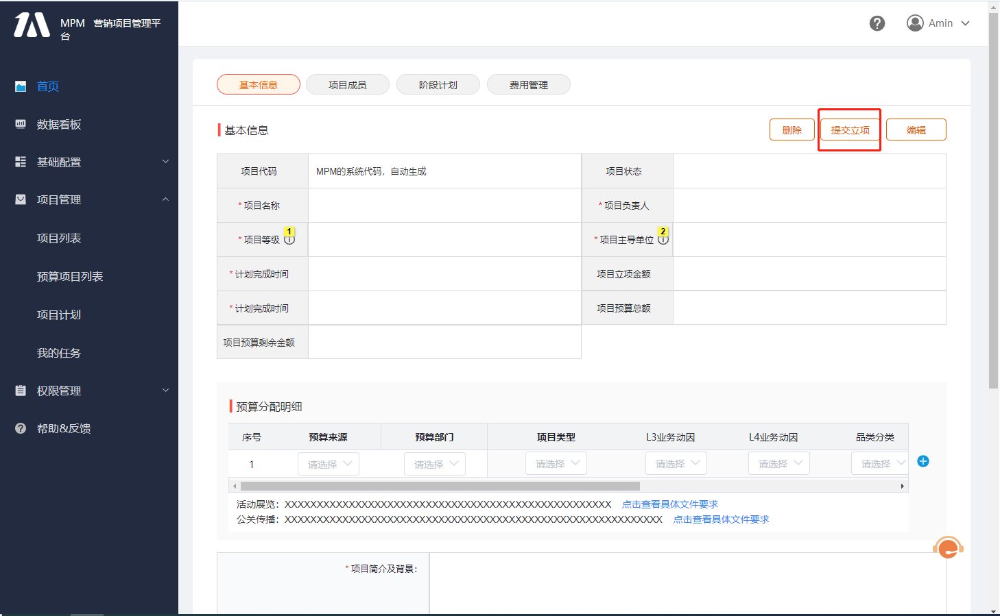 MPM 营销项目管理平
台
Amin
首页
数据看板
基础配置
项目管理
项目列表
预算项目列表
项目计划
我的任务
权限管理
帮助&反馈
基本信息 项目成员 阶段计划 费用管理
基本信息 删除 提交立项 编辑
项目代码 MPM的系统代码，自动生成 项目状态
*项目名称 *项目负责人
*项目等级 1 *项目主导单位 2
*计划完成时间 项目立项金额
*计划完成时间 项目预算总额
项目预算剩余金额
预算分配明细
序号 预算来源 预算部门 项目类型 L3业务动因 L4业务动因 品类分类
1 请选择 请选择 请选择 请选择 请选择 请选择
活动展览：XXXXXXXXXXXXXXXXXXXXXXXXXXXXXXXXXXXXXXXXXXXXXXXXXXX 点击查看具体文件要求
公关传播：XXXXXXXXXXXXXXXXXXXXXXXXXXXXXXXXXXXXXXXXXXXXXXXXXXXXXXXXXXX 点击查看具体文件要求
*项目简介及背景：